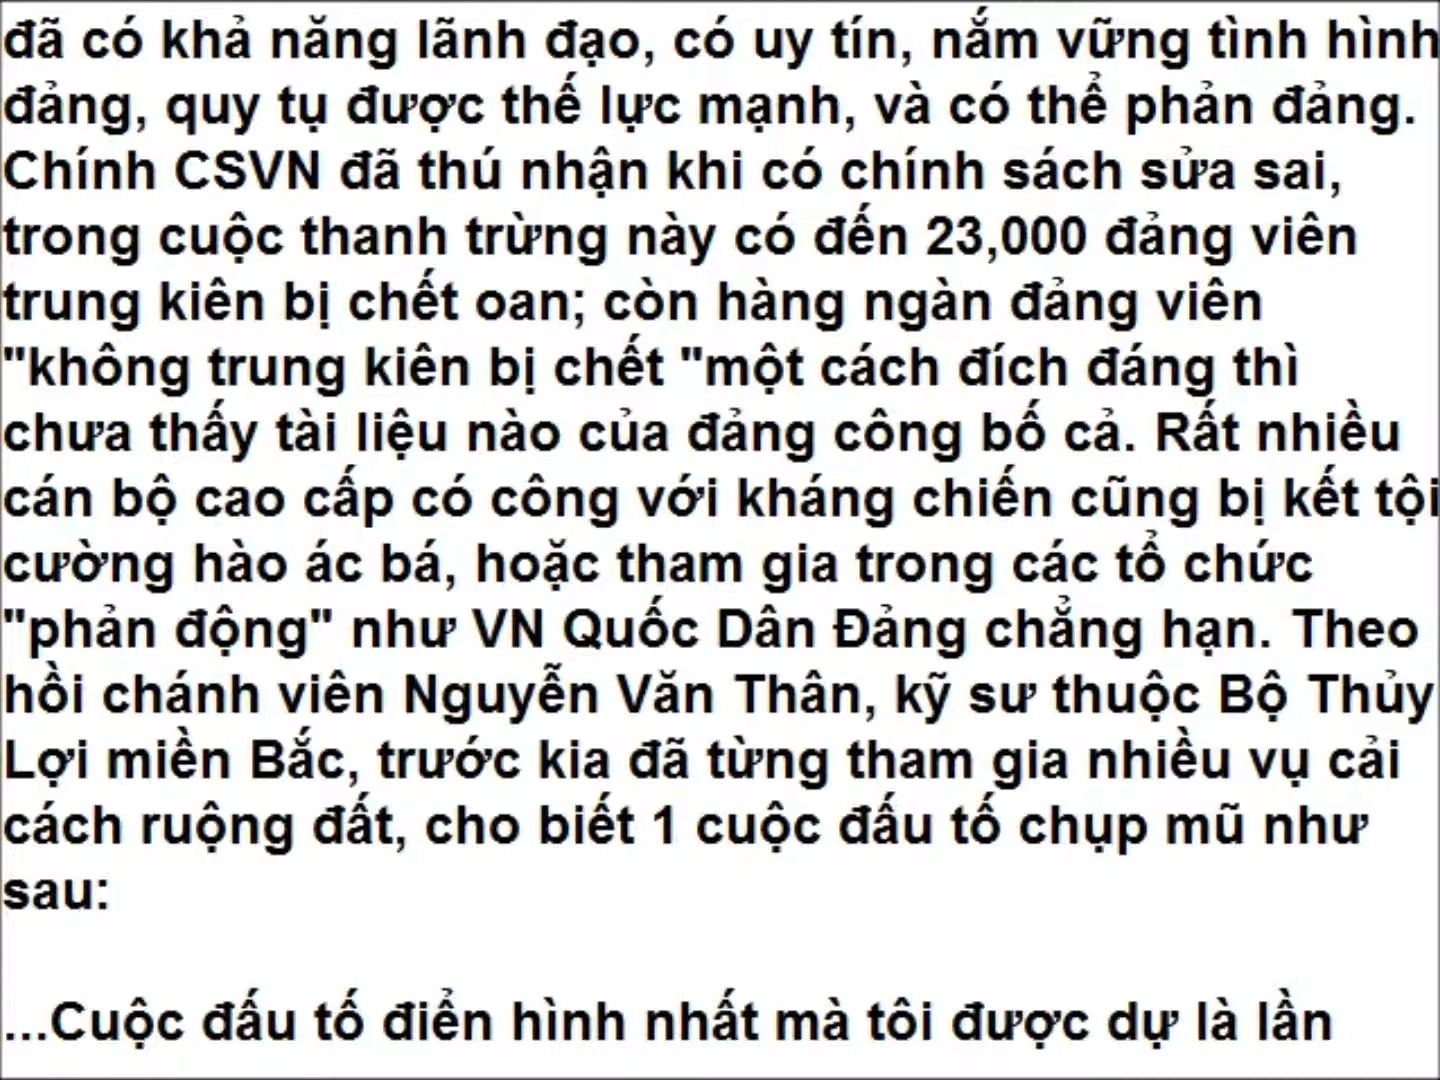 đã có khả năng lãnh đạo, có uy tín, nắm vững tình hình
đảng, quy tụ được thế lực mạnh, và có thể phản đảng.
Chính CSVN đã thú nhận khi có chính sách sửa sai,
trong cuộc thanh trừng này có đến 23,000 đảng viên
trung kiên bị chết oan; còn hàng ngàn đảng viên
"không trung kiên bị chết "một cách đích đáng thì
chưa thấy tài liệu nào của đảng công bố cả. Rất nhiều
cán bộ cao cấp có công với kháng chiến cũng bị kết tội
cường hào ác bá, hoặc tham gia trong các tổ chức
"phản động" như VN Quốc Dân Đảng chẳng hạn. Theo
hồi chánh viên Nguyễn Văn Thân, kỹ sư thuộc Bộ Thủy
Lợi miền Bắc, trước kia đã từng tham gia nhiều vụ cải
cách ruộng đất, cho biết 1 cuộc đấu tố chụp mũ như
sau:
...Cuộc đấu tố điển hình nhất mà tôi được dự là lần